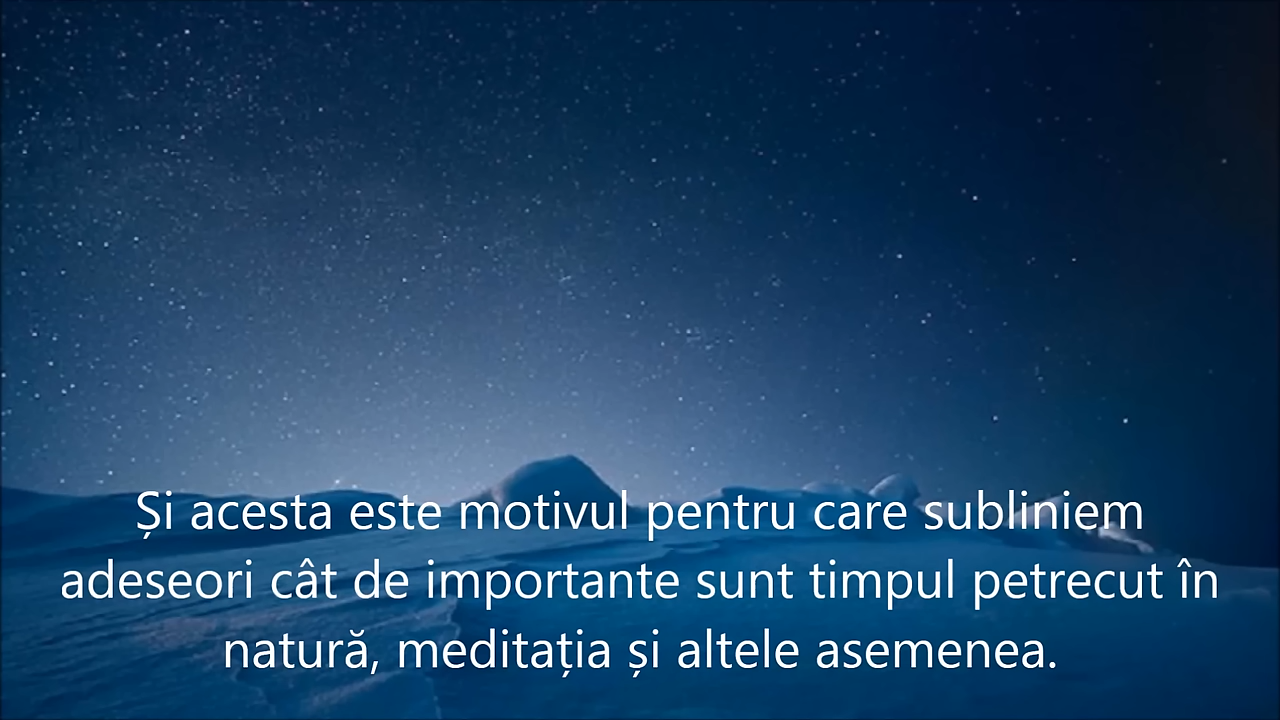 Și acesta este motivul pentru care subliniem
adeseori cât de importante sunt timpul petrecut în
natură, meditația și altele asemenea.